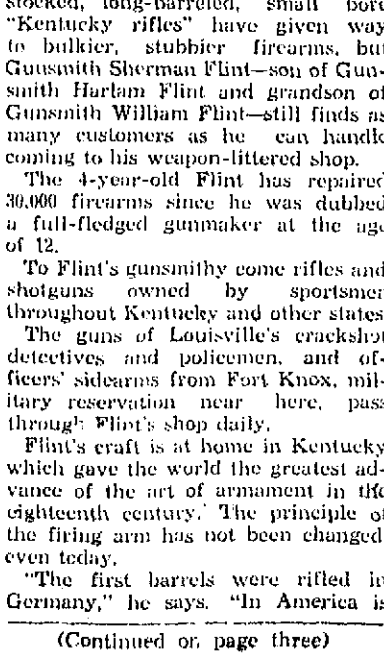 stocked, long-barreled, small bore
"Kentucky rifles" have given way
to bulkier, stubbier firearms, but
Gunsmith Sherman Flint—son of Gun-
smith Harlam Flint and grandson of
Gunsmith William Flint—still finds as
many customers as he can handle
coming to his weapon-littered shop.
The 4-year-old Flint has repaired
30,000 firearms since he was dubbed
a full-fledged gunmaker at the age
of 12.
To Flint's gunsmithy come rifles and
shotguns owned by sportsmen
throughout Kentucky and other states
The guns of Louisville's crackshot
detectives and policemen, and of-
ficers' sidearms from Fort Knox, mil-
itary reservation near here, pass
through Flint's shop daily.
Flint's craft is at home in Kentucky
which gave the world the greatest ad-
vance of the art of armament in the
eighteenth century. The principle of
the firing arm has not been changed
even today.
"The first barrels were rifled in
Germany," he says. "In America is
(Continued on page three)